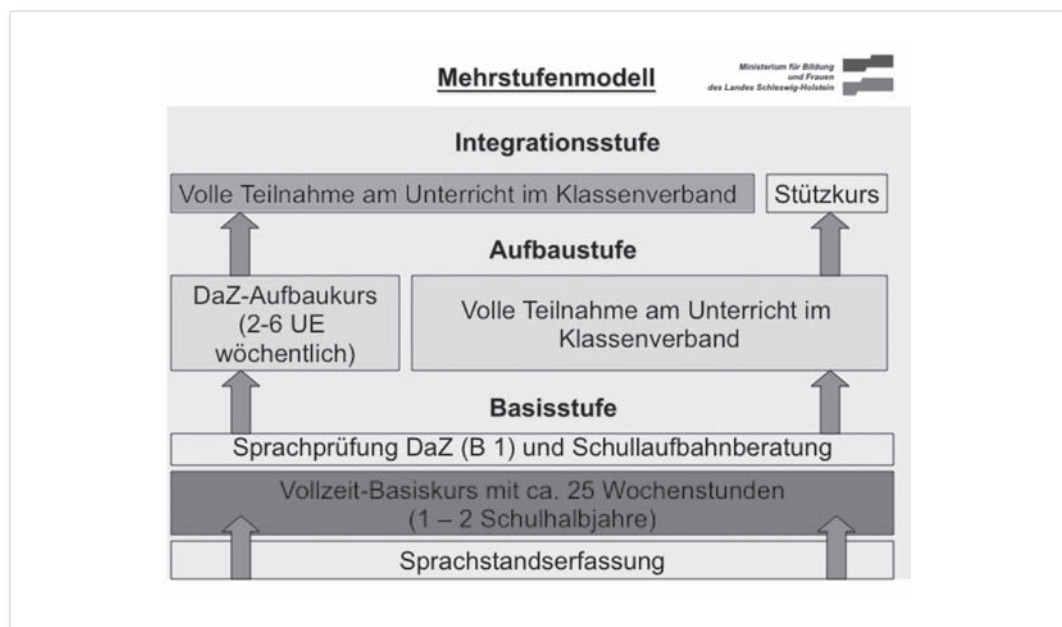 Mehrstufenmodell
Ministerium für Bildung
und Frauen
des Landes Schleswig-Holstein
Integrationsstufe
Volle Teilnahme am Unterricht im Klassenverband
Stützkurs
Aufbaustufe
DaZ-Aufbaukurs
(2-6 UE
wöchentlich)
Volle Teilnahme am Unterricht im
Klassenverband
Basisstufe
Sprachprüfung DaZ (B 1) und Schullaufbahnberatung
Vollzeit-Basiskurs mit ca. 25 Wochenstunden
(1 – 2 Schulhalbjahre)
Sprachstandserfassung